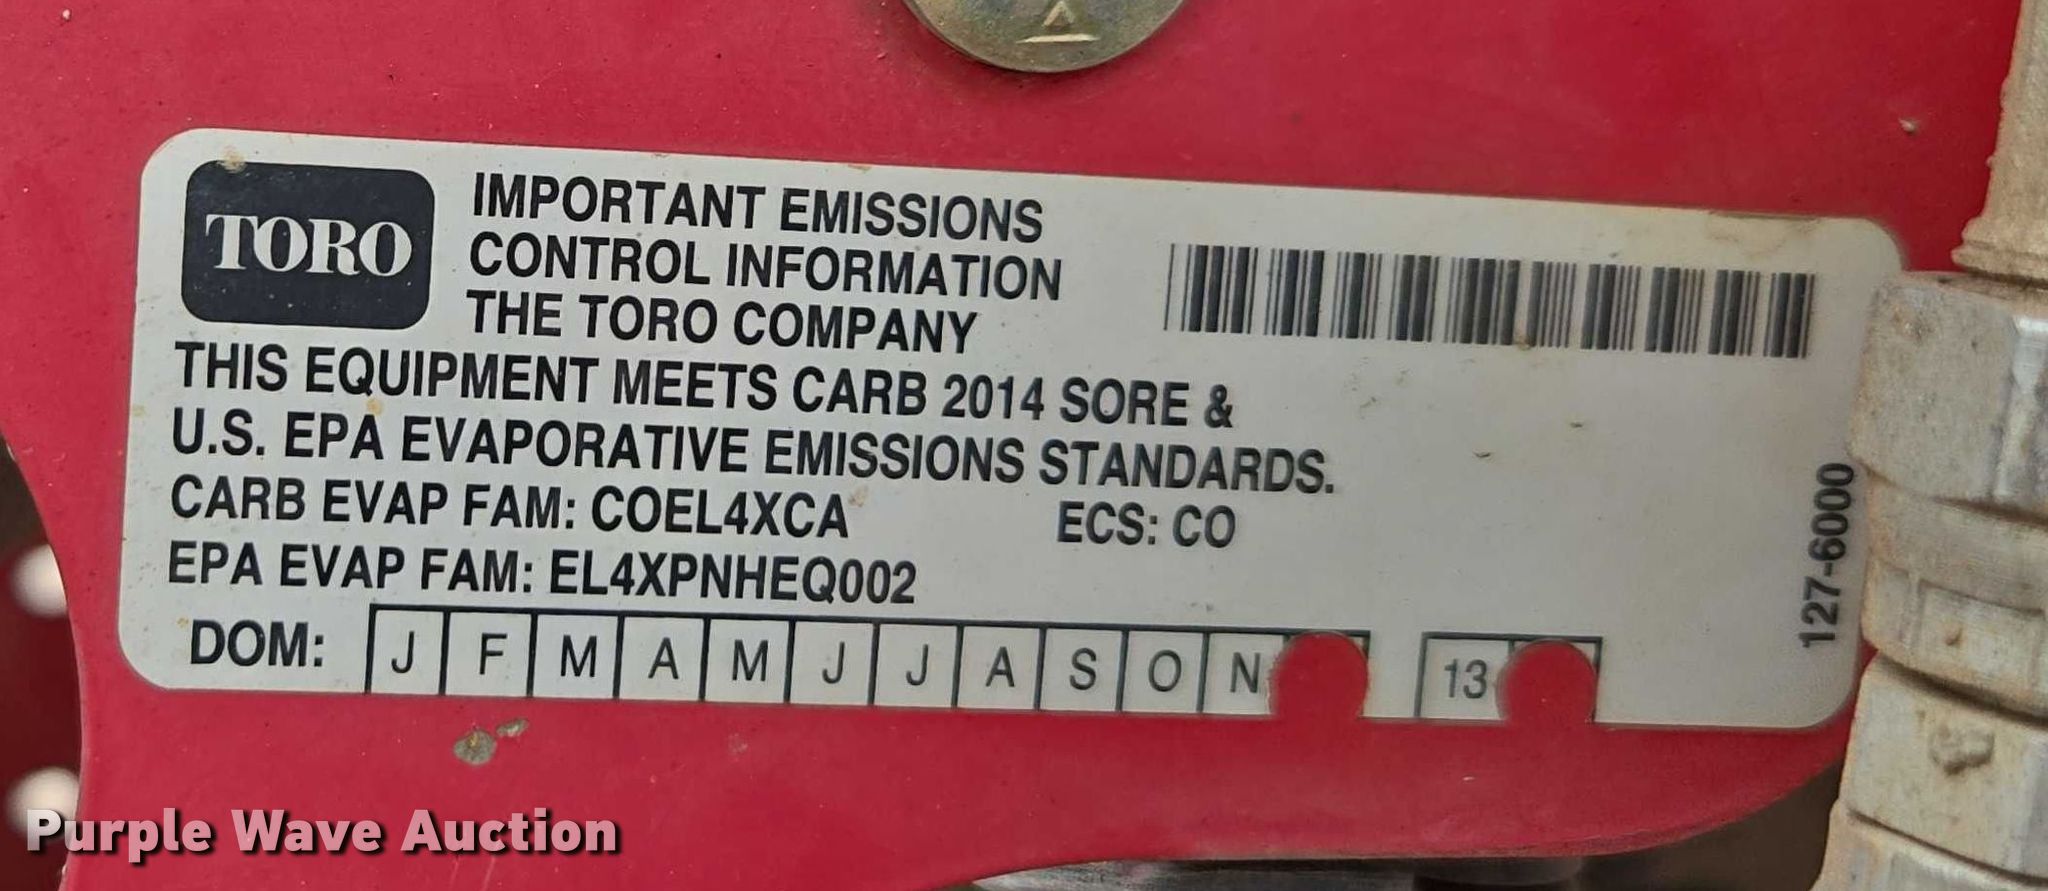 TORO
IMPORTANT EMISSIONS
CONTROL INFORMATION
THE TORO COMPANY
THIS EQUIPMENT MEETS CARB 2014 SORE &
U.S. EPA EVAPORATIVE EMISSIONS STANDARDS.
CARB EVAP FAM: COEL4XCA ECS: CO
EPA EVAP FAM: EL4XPNHEQ002
DOM: J F M A M J J A S O N 13
127-6000
Purple Wave Auction